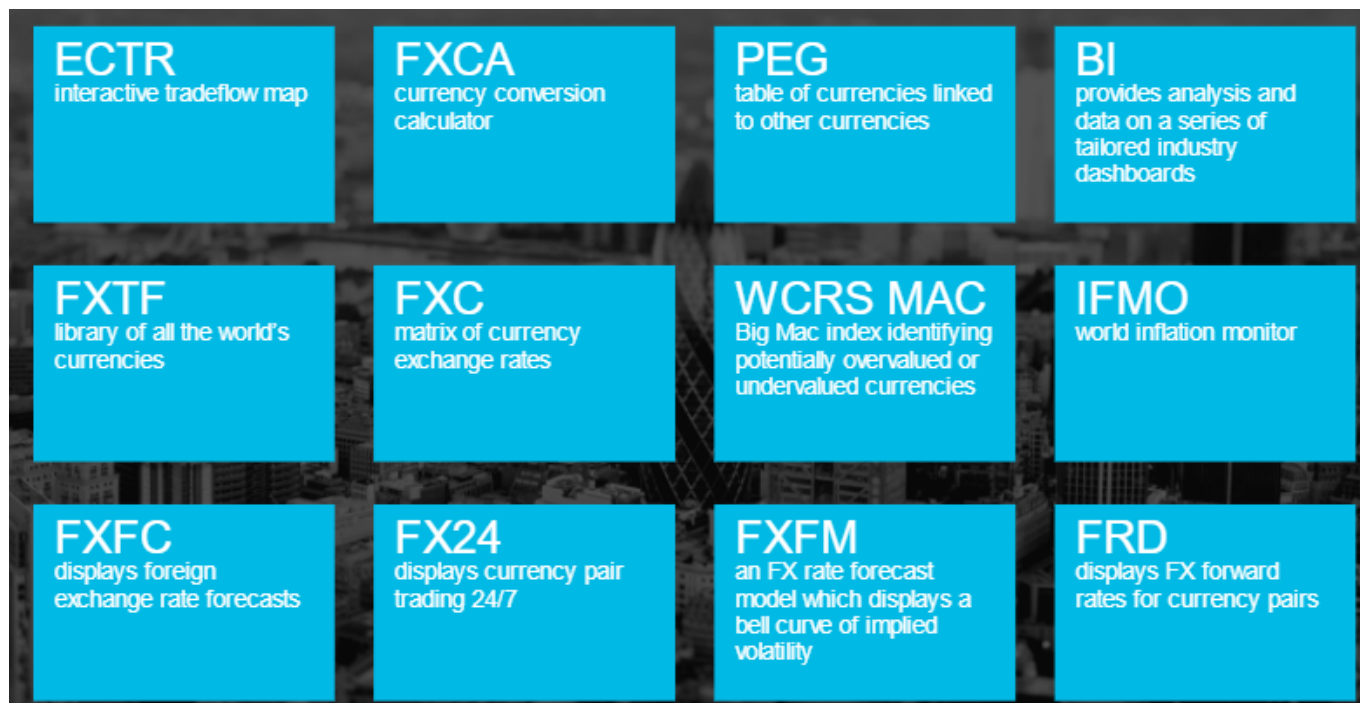 ECTR
interactive tradeflow map
FXCA
currency conversion
calculator
PEG
table of currencies linked
to other currencies
BI
provides analysis and
data on a series of
tailored industry
dashboards
FXTF
library of all the world's
currencies
FXC
matrix of currency
exchange rates
WCRS MAC
Big Mac index identifying
potentially overvalued or
undervalued currencies
IFMO
world inflation monitor
FXFC
displays foreign
exchange rate forecasts
FX24
displays currency pair
trading 24/7
FXFM
an FX rate forecast
model which displays a
bell curve of implied
volatility
FRD
displays FX forward
rates for currency pairs